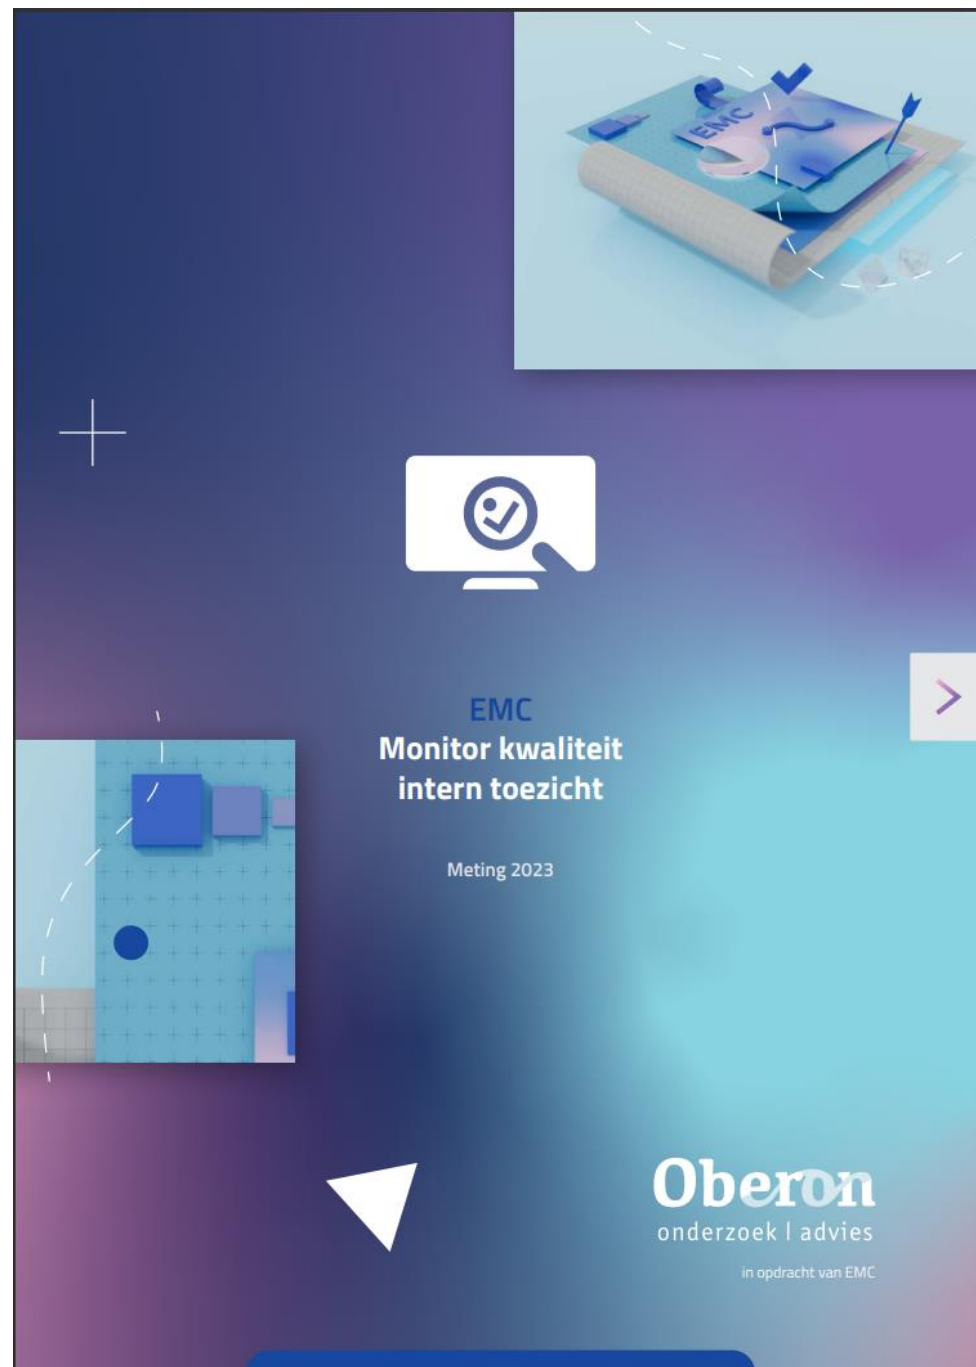 EMC
EMC
Monitor kwaliteit
intern toezicht
Meting 2023
Oberon
onderzoek | advies
in opdracht van EMC